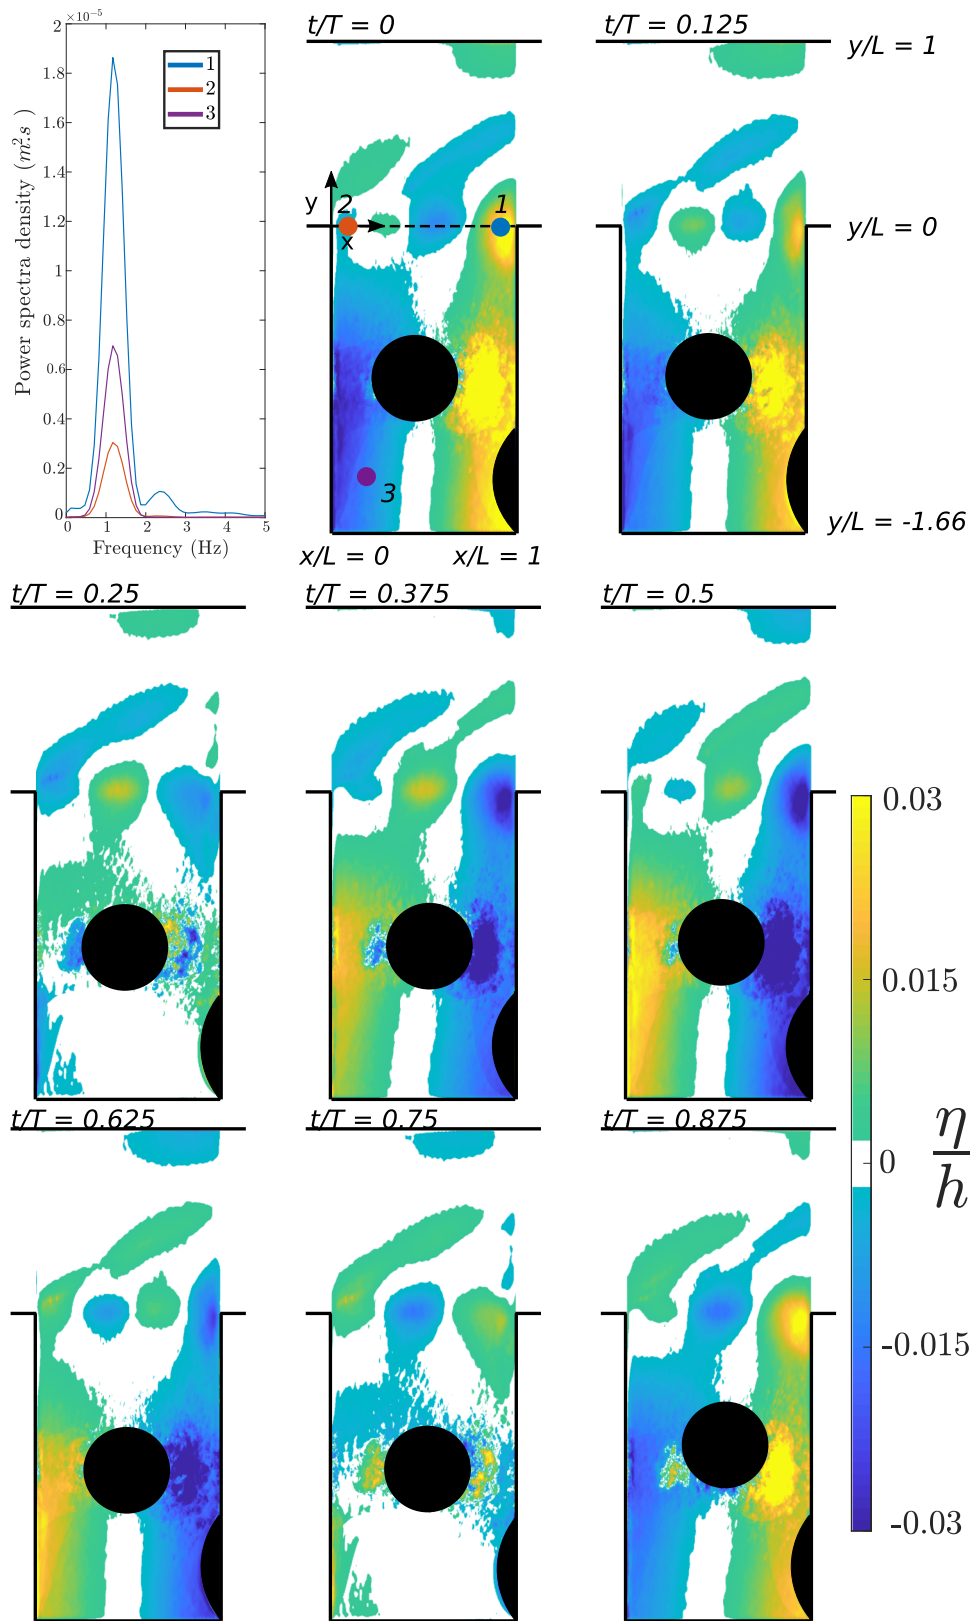 ×10⁻⁵
2
1.8
1.6
1.4
1.2
1
0.8
0.6
0.4
0.2
0
Power spectra density (m².s )
0 1 2 3 4 5
Frequency (Hz)
1
2
3
t/T = 0
t/T = 0.125
y/L = 1
y
2
1
x
y/L = 0
3
y/L = -1.66
x/L = 0
x/L = 1
t/T = 0.25
t/T = 0.375
t/T = 0.5
0.03
0.015
0
-0.015
-0.03
η
h
t/T = 0.625
t/T = 0.75
t/T = 0.875